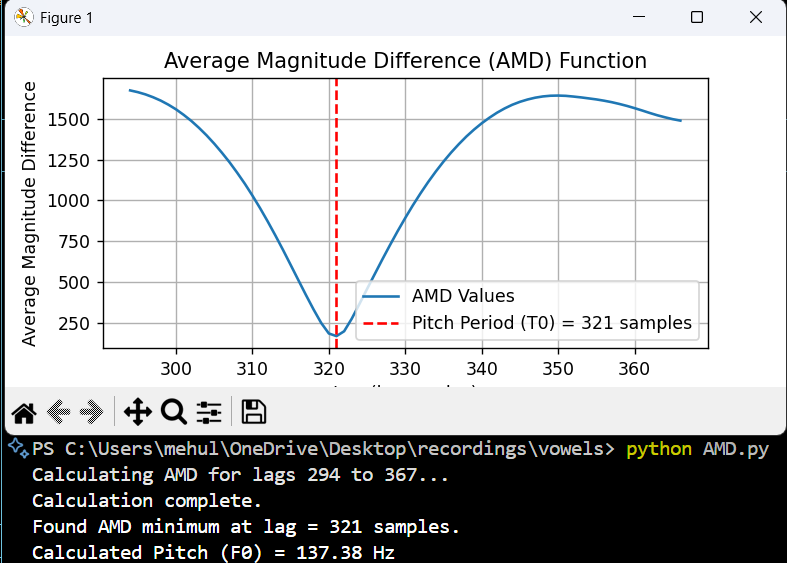 Figure 1
Average Magnitude Difference (AMD) Function
Average Magnitude Difference
1500
1250
1000
750
500
250
AMD Values
Pitch Period (T0) = 321 samples
300 310 320 330 340 350 360
PS C:\Users\mehul\OneDrive\Desktop\recordings\vowels> python AMD.py
Calculating AMD for lags 294 to 367...
Calculation complete.
Found AMD minimum at lag = 321 samples.
Calculated Pitch (F0) = 137.38 Hz